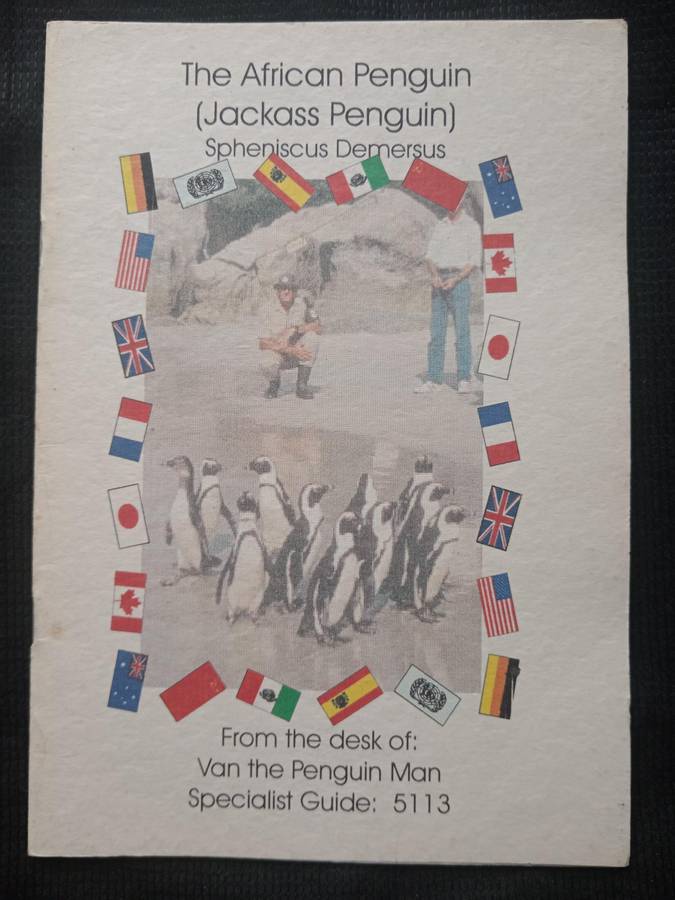 The African Penguin
(Jackass Penguin)
Spheniscus Demersus
From the desk of:
Van the Penguin Man
Specialist Guide: 5113